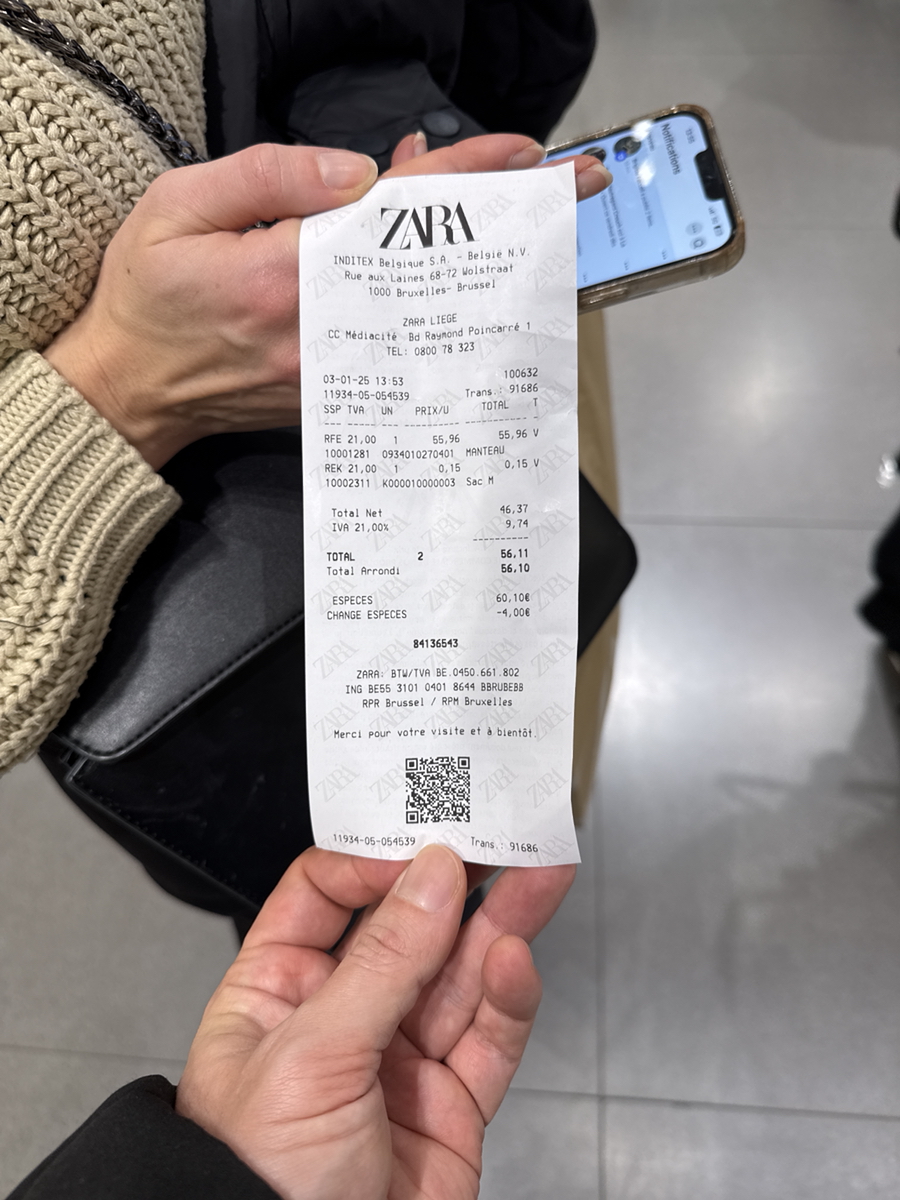 ZARA
INDITEX Belgique S.A. - België N.V.
Rue aux Laines 68-72 Wolstraat
1000 Bruxelles- Brussel
ZARA LIEGE
CC Médiacité Bd Raymond Poincarré 1
TEL: 0800 78 323
03-01-25 13:53 100632
11934-05-054539 Trans.: 91686
SSP TVA UN PRIX/U TOTAL T
--- --- -- --------- ---------- -
RFE 21,00 1 55,96 55,96 V
10001281 0934010270401 MANTEAU
REK 21,00 1 0,15 0,15 V
10002311 K000010000003 Sac M
Total Net 46,37
IVA 21,00% 9,74
----------
TOTAL 2 56,11
Total Arrondi 56,10
ESPECES 60,10€
CHANGE ESPECES -4,00€
84136543
ZARA: BTW/TVA BE.0450.661.802
ING BE55 3101 0401 8644 BBRUBEBB
RPR Brussel / RPM Bruxelles
Merci pour votre visite et à bientôt.
11934-05-054539 Trans.: 91686
Notifications